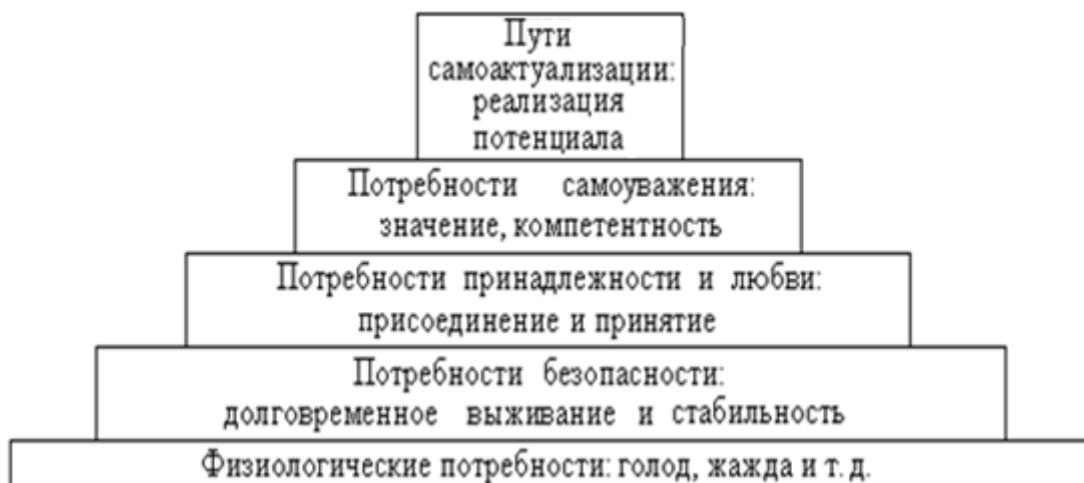 Пути
самоактуализации:
реализация
потенциала
Потребности самоуважения:
значение, компетентность
Потребности принадлежности и любви:
присоединение и принятие
Потребности безопасности:
долговременное выживание и стабильность
Физиологические потребности: голод, жажда и т. д.